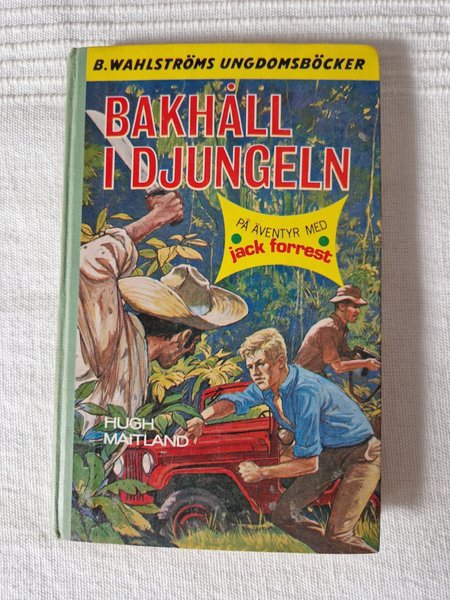 B.WAHLSTRÖMS UNGDOMSBÖCKER
BAKHÅLL
I DJUNGELN
PÅ ÄVENTYR MED
jack forrest
HUGH
MAITLAND